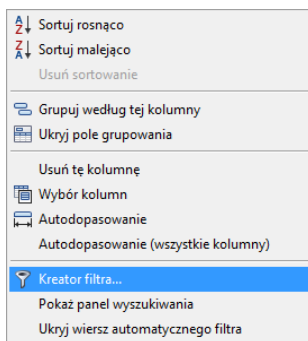 Sortuj rosnąco
Sortuj malejąco
Usuń sortowanie
Grupuj według tej kolumny
Ukryj pole grupowania
Usuń tę kolumnę
Wybór kolumn
Autodopasowanie
Autodopasowanie (wszystkie kolumny)
Kreator filtra...
Pokaż panel wyszukiwania
Ukryj wiersz automatycznego filtra